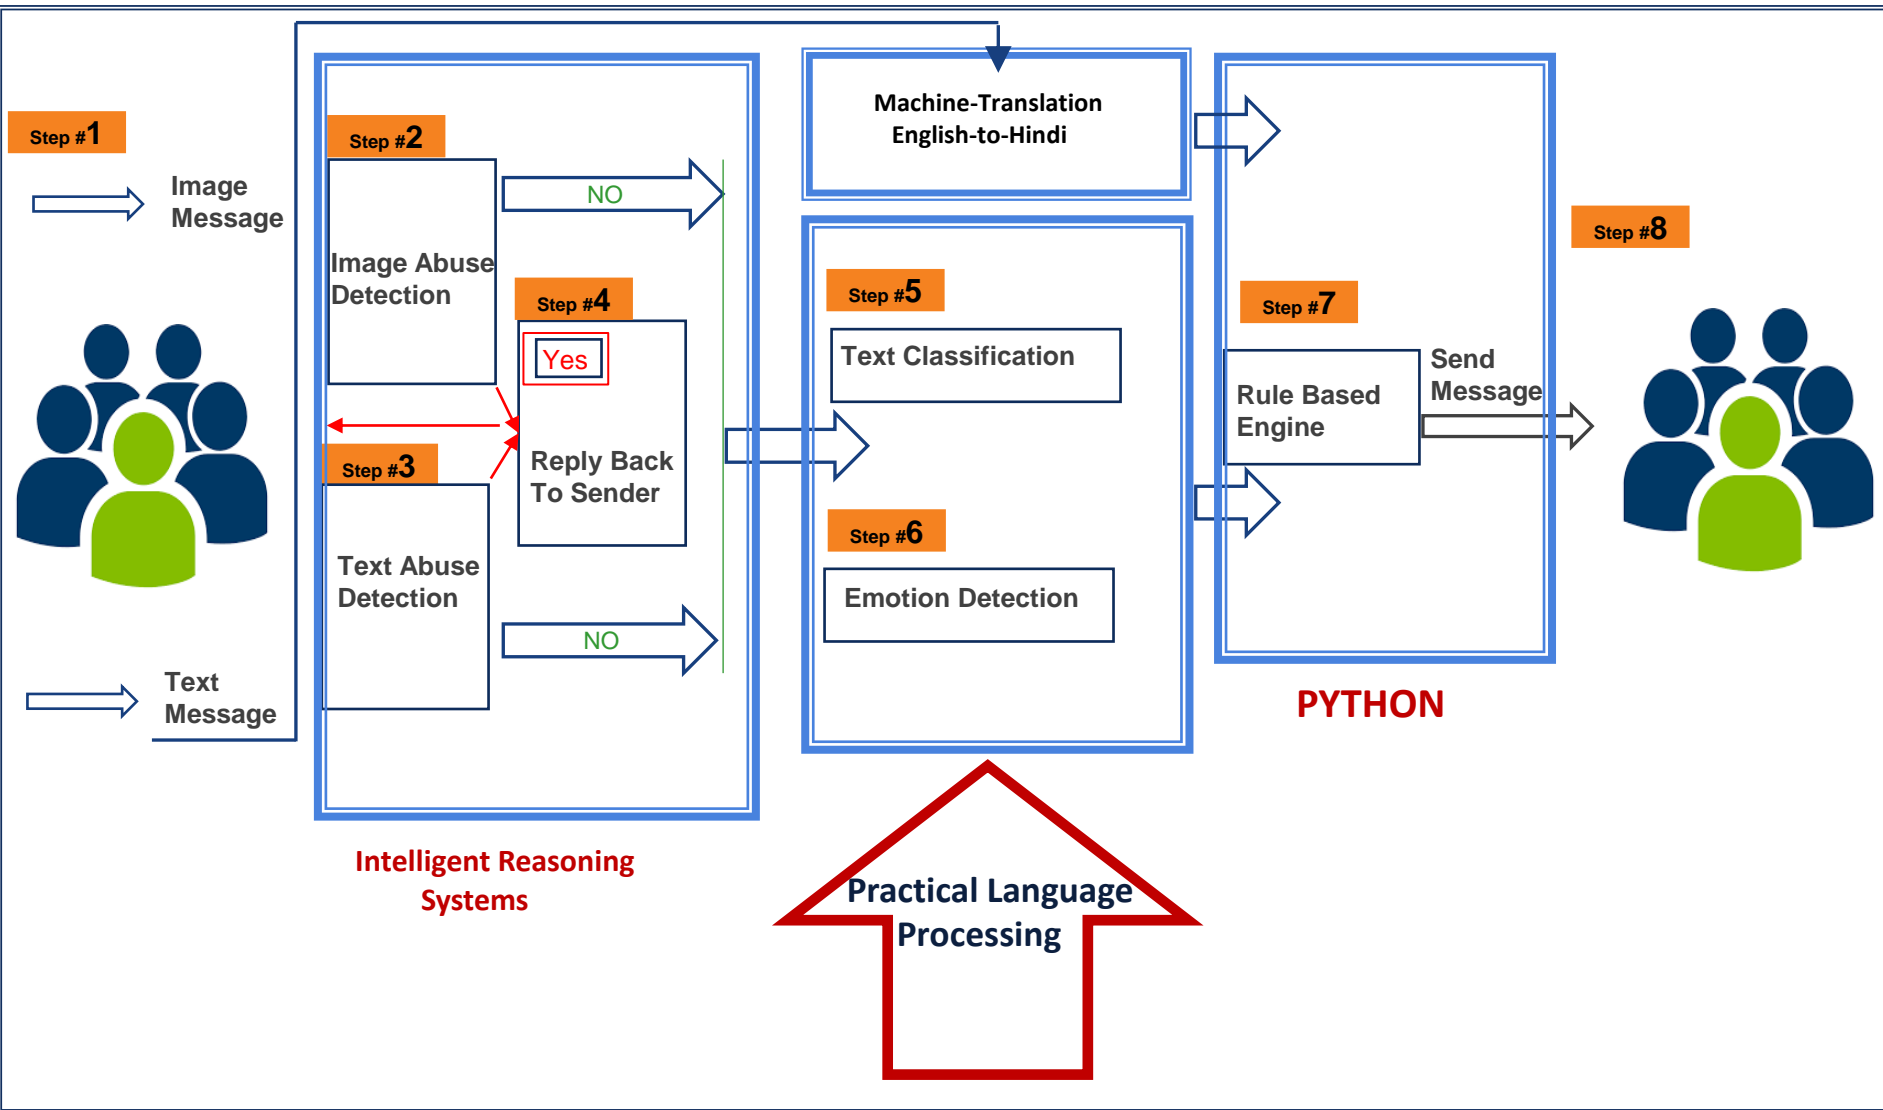 Step #1
Image
Message
Text
Message
Step #2
NO
Image Abuse
Detection
Step #4
Yes
Reply Back
To Sender
Step #3
Text Abuse
Detection
NO
Intelligent Reasoning
Systems
Machine-Translation
English-to-Hindi
Step #5
Text Classification
Step #6
Emotion Detection
Practical Language
Processing
Step #7
Rule Based
Engine
PYTHON
Send
Message
Step #8